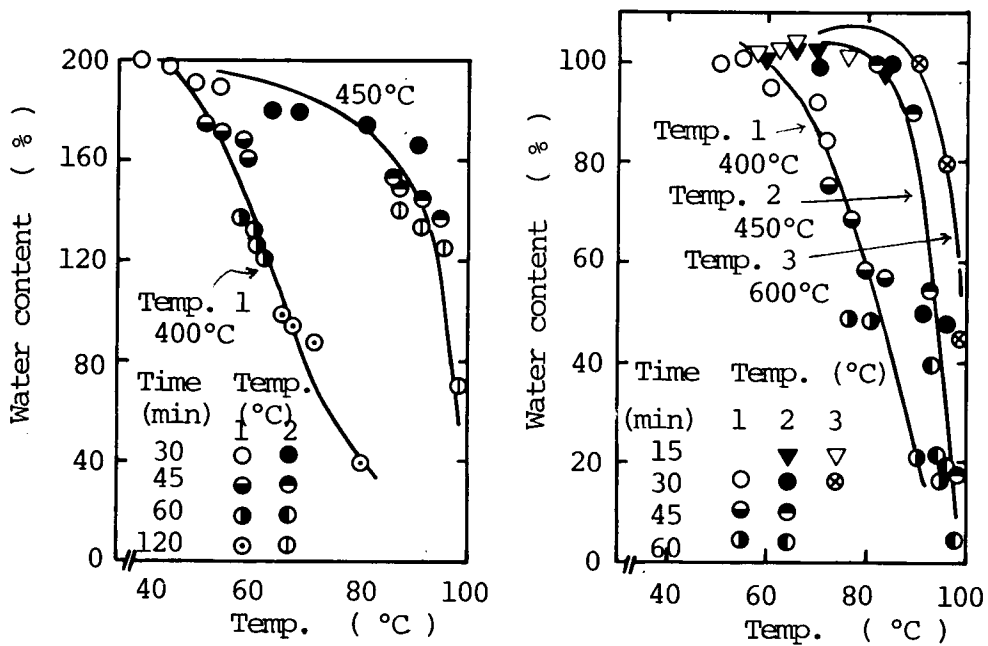 Water content ( % )
200
160
120
80
40
0
450°C
Temp. 1
400°C
Time Temp.
(min) (°C)
1 2
30
45
60
120
40 60 80 100
Temp. ( °C )
Water content ( % )
100
80
60
40
20
0
Temp. 1
400°C
Temp. 2
450°C
Temp. 3
600°C
Time Temp. (°C)
(min) 1 2 3
15
30
45
60
40 60 80 100
Temp. ( °C )